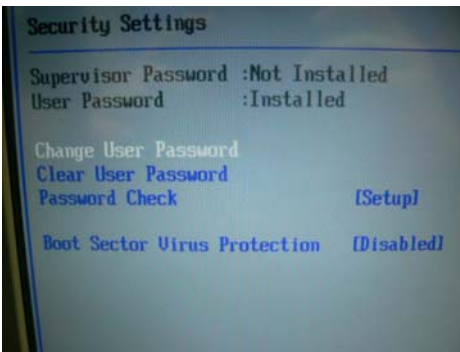 Security Settings
Supervisor Password :Not Installed
User Password :Installed
Change User Password
Clear User Password
Password Check [Setup]
Boot Sector Virus Protection [Disabled]